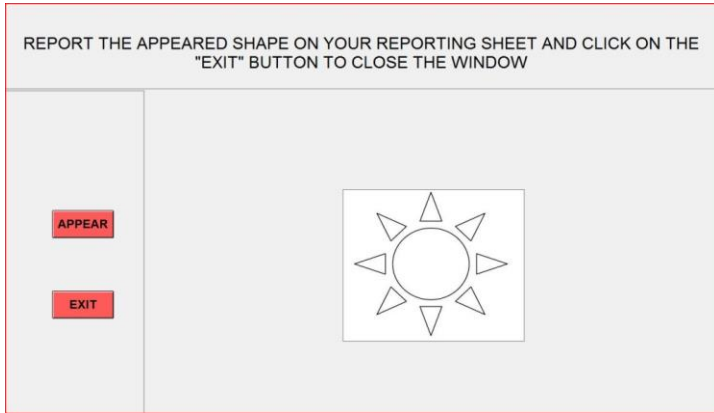 REPORT THE APPEARED SHAPE ON YOUR REPORTING SHEET AND CLICK ON THE
"EXIT" BUTTON TO CLOSE THE WINDOW
APPEAR
EXIT